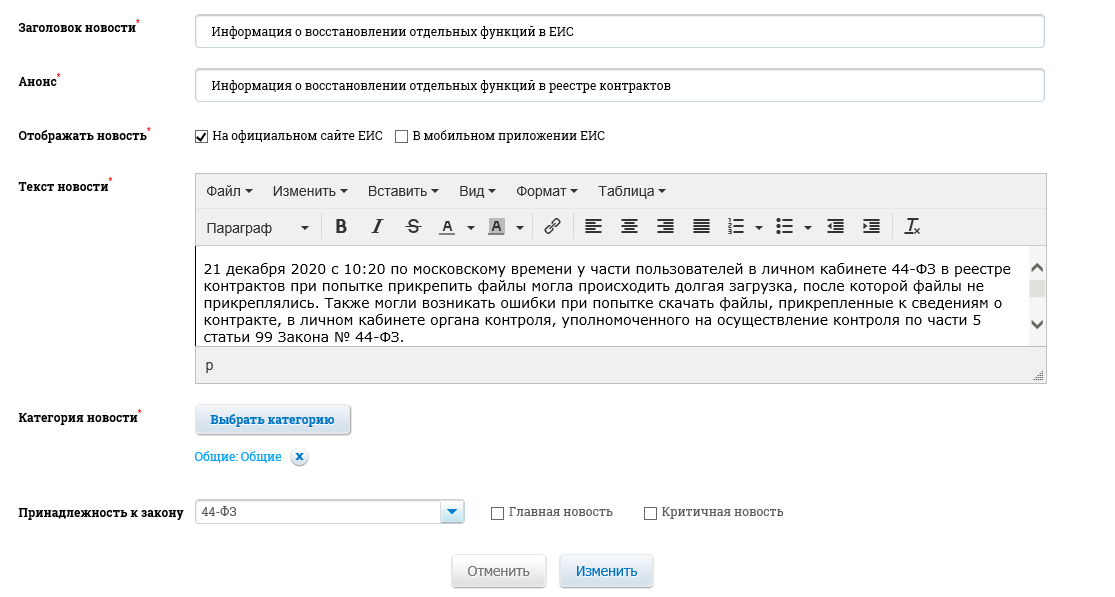 Заголовок новости*
Информация о восстановлении отдельных функций в ЕИС
Анонс*
Информация о восстановлении отдельных функций в реестре контрактов
Отображать новость*
На официальном сайте ЕИС
В мобильном приложении ЕИС
Текст новости*
Файл Изменить Вставить Вид Формат Таблица
Параграф B I S A A
21 декабря 2020 с 10:20 по московскому времени у части пользователей в личном кабинете 44-ФЗ в реестре
контрактов при попытке прикрепить файлы могла происходить долгая загрузка, после которой файлы не
прикреплялись. Также могли возникать ошибки при попытке скачать файлы, прикрепленные к сведениям о
контракте, в личном кабинете органа контроля, уполномоченного на осуществление контроля по части 5
статьи 99 Закона № 44-ФЗ.
p
Категория новости*
Выбрать категорию
Общие: Общие x
Принадлежность к закону
44-ФЗ
Главная новость
Критичная новость
Отменить
Изменить